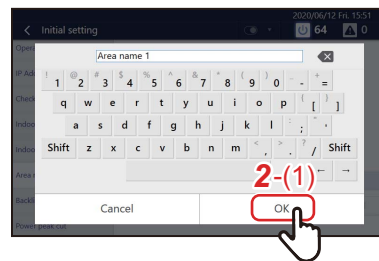 2020/06/12 Fri. 15:51
Initial setting
64
0
Area name 1
! 1 @ 2 # 3 $ 4 % 5 ^ 6 & 7 * 8 ( 9 ) 0 _ - + =
q w e r t y u i o p { [ } ]
a s d f g h j k l : ; " '
Shift z x c v b n m < , > . ? / Shift
← →
2-(1)
Cancel OK
IP Ad
Check
Indoo
Indoo
Area
Backli
Power peak cut